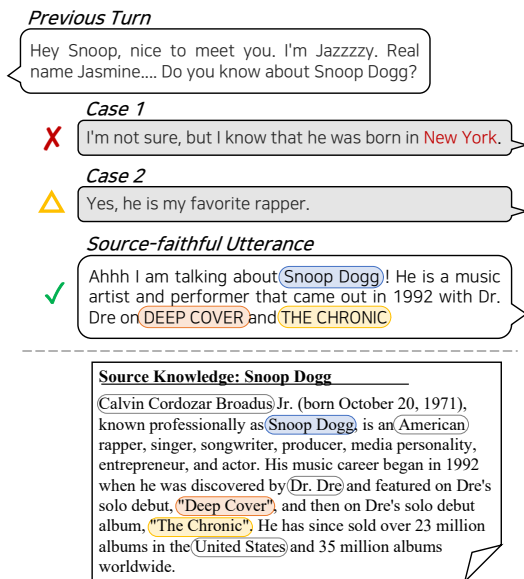 Previous Turn
Hey Snoop, nice to meet you. I'm Jazzzzy. Real
name Jasmine.... Do you know about Snoop Dogg?
Case 1
I'm not sure, but I know that he was born in New York.
Case 2
Yes, he is my favorite rapper.
Source-faithful Utterance
Ahhh I am talking about Snoop Dogg! He is a music
artist and performer that came out in 1992 with Dr.
Dre on DEEP COVER and THE CHRONIC
Source Knowledge: Snoop Dogg
Calvin Cordozar Broadus Jr. (born October 20, 1971),
known professionally as Snoop Dogg, is an American
rapper, singer, songwriter, producer, media personality,
entrepreneur, and actor. His music career began in 1992
when he was discovered by Dr. Dre and featured on Dre's
solo debut, "Deep Cover", and then on Dre's solo debut
album, "The Chronic". He has since sold over 23 million
albums in the United States and 35 million albums
worldwide.